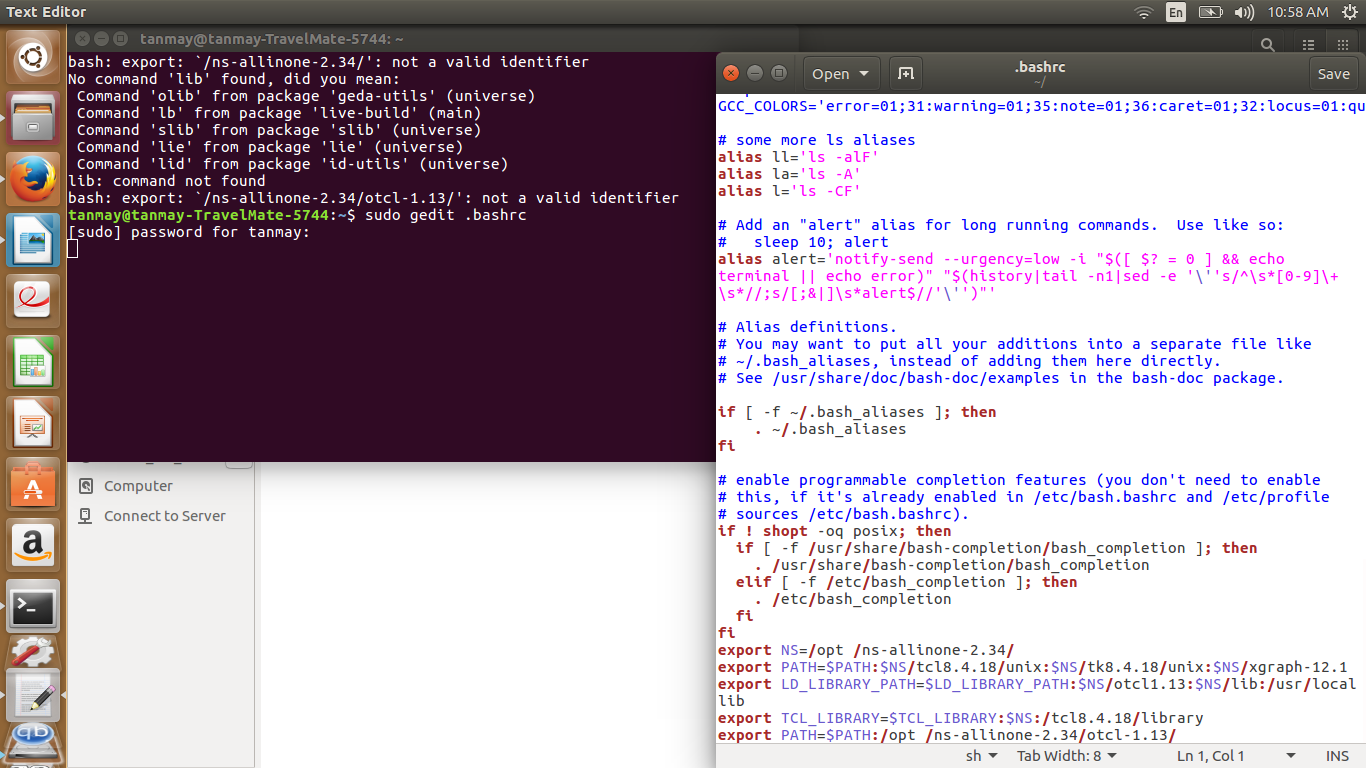 Text Editor
En
10:58 AM
tanmay@tanmay-TravelMate-5744: ~
bash: export: `/ns-allinone-2.34/': not a valid identifier
No command 'lib' found, did you mean:
 Command 'olib' from package 'geda-utils' (universe)
 Command 'lb' from package 'live-build' (main)
 Command 'slib' from package 'slib' (universe)
 Command 'lie' from package 'lie' (universe)
 Command 'lid' from package 'id-utils' (universe)
lib: command not found
bash: export: `/ns-allinone-2.34/otcl-1.13/': not a valid identifier
tanmay@tanmay-TravelMate-5744:~$ sudo gedit .bashrc
[sudo] password for tanmay:
Computer
Connect to Server
Open
.bashrc
~/
Save
GCC_COLORS='error=01;31:warning=01;35:note=01;36:caret=01;32:locus=01:qu
# some more ls aliases
alias ll='ls -alF'
alias la='ls -A'
alias l='ls -CF'
# Add an "alert" alias for long running commands.  Use like so:
#   sleep 10; alert
alias alert='notify-send --urgency=low -i "$([ $? = 0 ] && echo
terminal || echo error)" "$(history|tail -n1|sed -e '\''s/^\s*[0-9]\+
\s*//;s/[;&|]\s*alert$//'\'')"'
# Alias definitions.
# You may want to put all your additions into a separate file like
# ~/.bash_aliases, instead of adding them here directly.
# See /usr/share/doc/bash-doc/examples in the bash-doc package.
if [ -f ~/.bash_aliases ]; then
    . ~/.bash_aliases
fi
# enable programmable completion features (you don't need to enable
# this, if it's already enabled in /etc/bash.bashrc and /etc/profile
# sources /etc/bash.bashrc).
if ! shopt -oq posix; then
  if [ -f /usr/share/bash-completion/bash_completion ]; then
    . /usr/share/bash-completion/bash_completion
  elif [ -f /etc/bash_completion ]; then
    . /etc/bash_completion
  fi
fi
export NS=/opt /ns-allinone-2.34/
export PATH=$PATH:$NS/tcl8.4.18/unix:$NS/tk8.4.18/unix:$NS/xgraph-12.1
export LD_LIBRARY_PATH=$LD_LIBRARY_PATH:$NS/otcl1.13:$NS/lib:/usr/local
lib
export TCL_LIBRARY=$TCL_LIBRARY:$NS:/tcl8.4.18/library
export PATH=$PATH:/opt /ns-allinone-2.34/otcl-1.13/
sh
Tab Width: 8
Ln 1, Col 1
INS